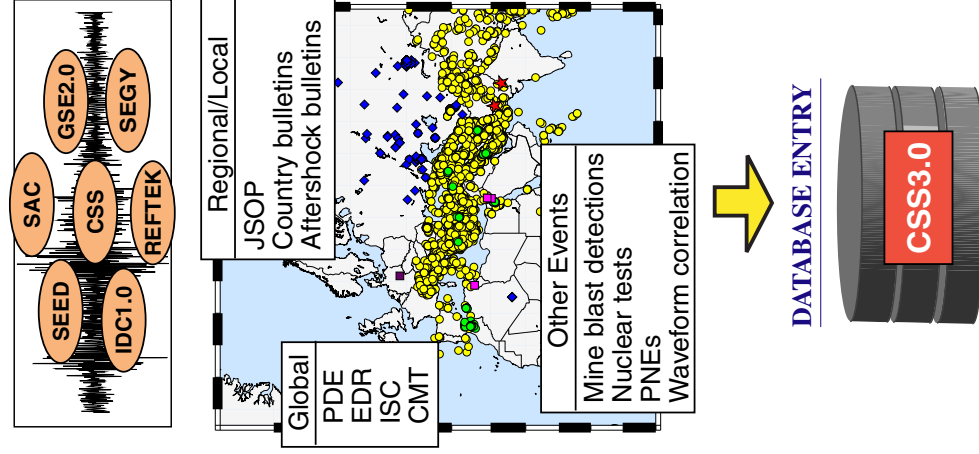 SEED
SAC
GSE2.0
IDC1.0
CSS
REFTEK
SEGY
Global
PDE
EDR
ISC
CMT
Regional/Local
JSOP
Country bulletins
Aftershock bulletins
Other Events
Mine blast detections
Nuclear tests
PNEs
Waveform correlation
DATABASE ENTRY
CSS3.0